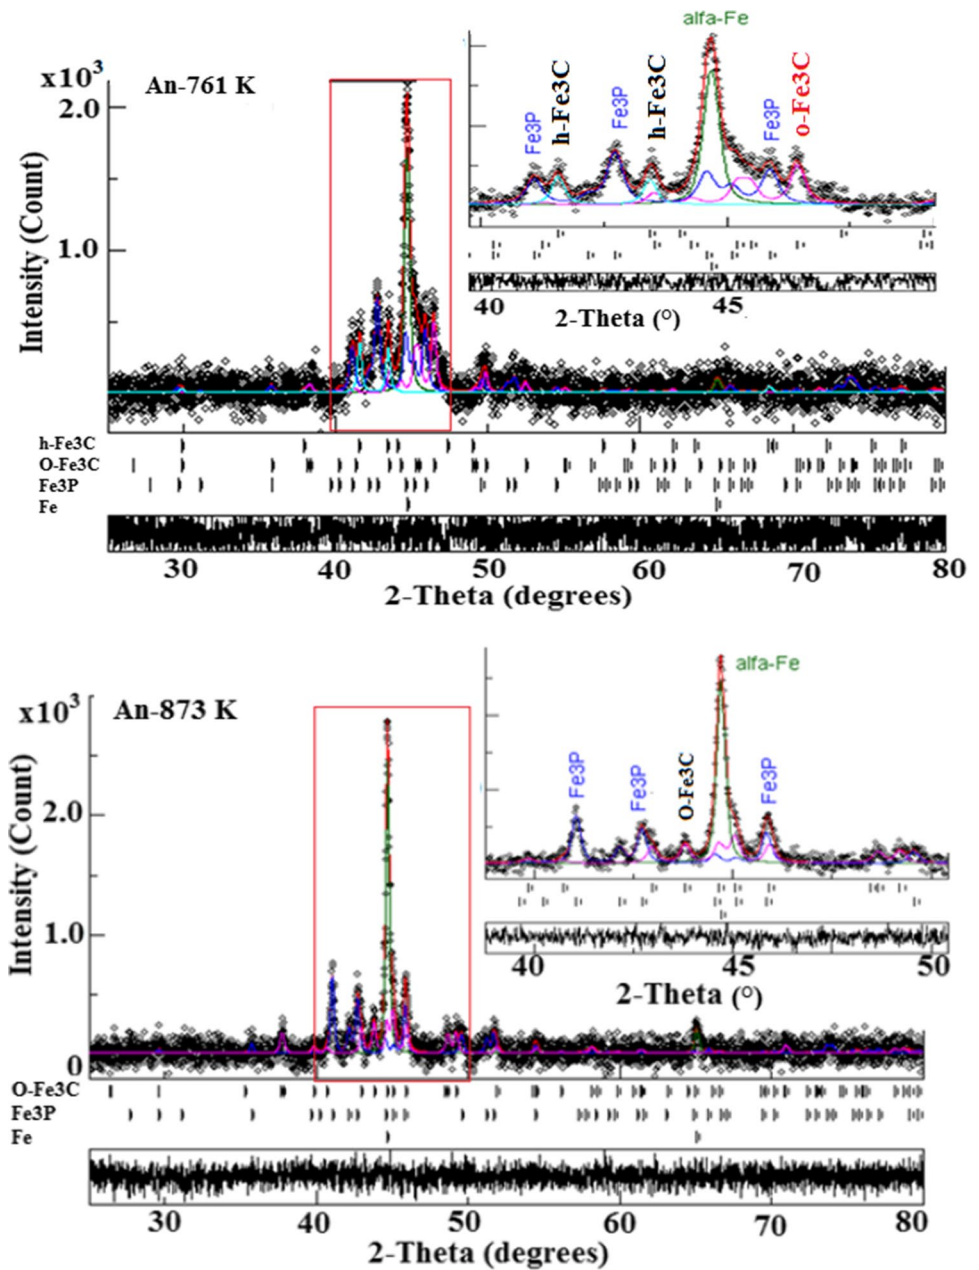 x10³
An-761 K
2.0
1.0
Intensity (Count)
alfa-Fe
Fe3P
h-Fe3C
Fe3P
h-Fe3C
Fe3P
o-Fe3C
40
45
2-Theta (°)
h-Fe3C
O-Fe3C
Fe3P
Fe
30
40
50
60
70
80
2-Theta (degrees)
x10³
An-873 K
2.0
1.0
0
Intensity (Count)
alfa-Fe
Fe3P
Fe3P
O-Fe3C
Fe3P
40
45
50
2-Theta (°)
O-Fe3C
Fe3P
Fe
30
40
50
60
70
80
2-Theta (degrees)